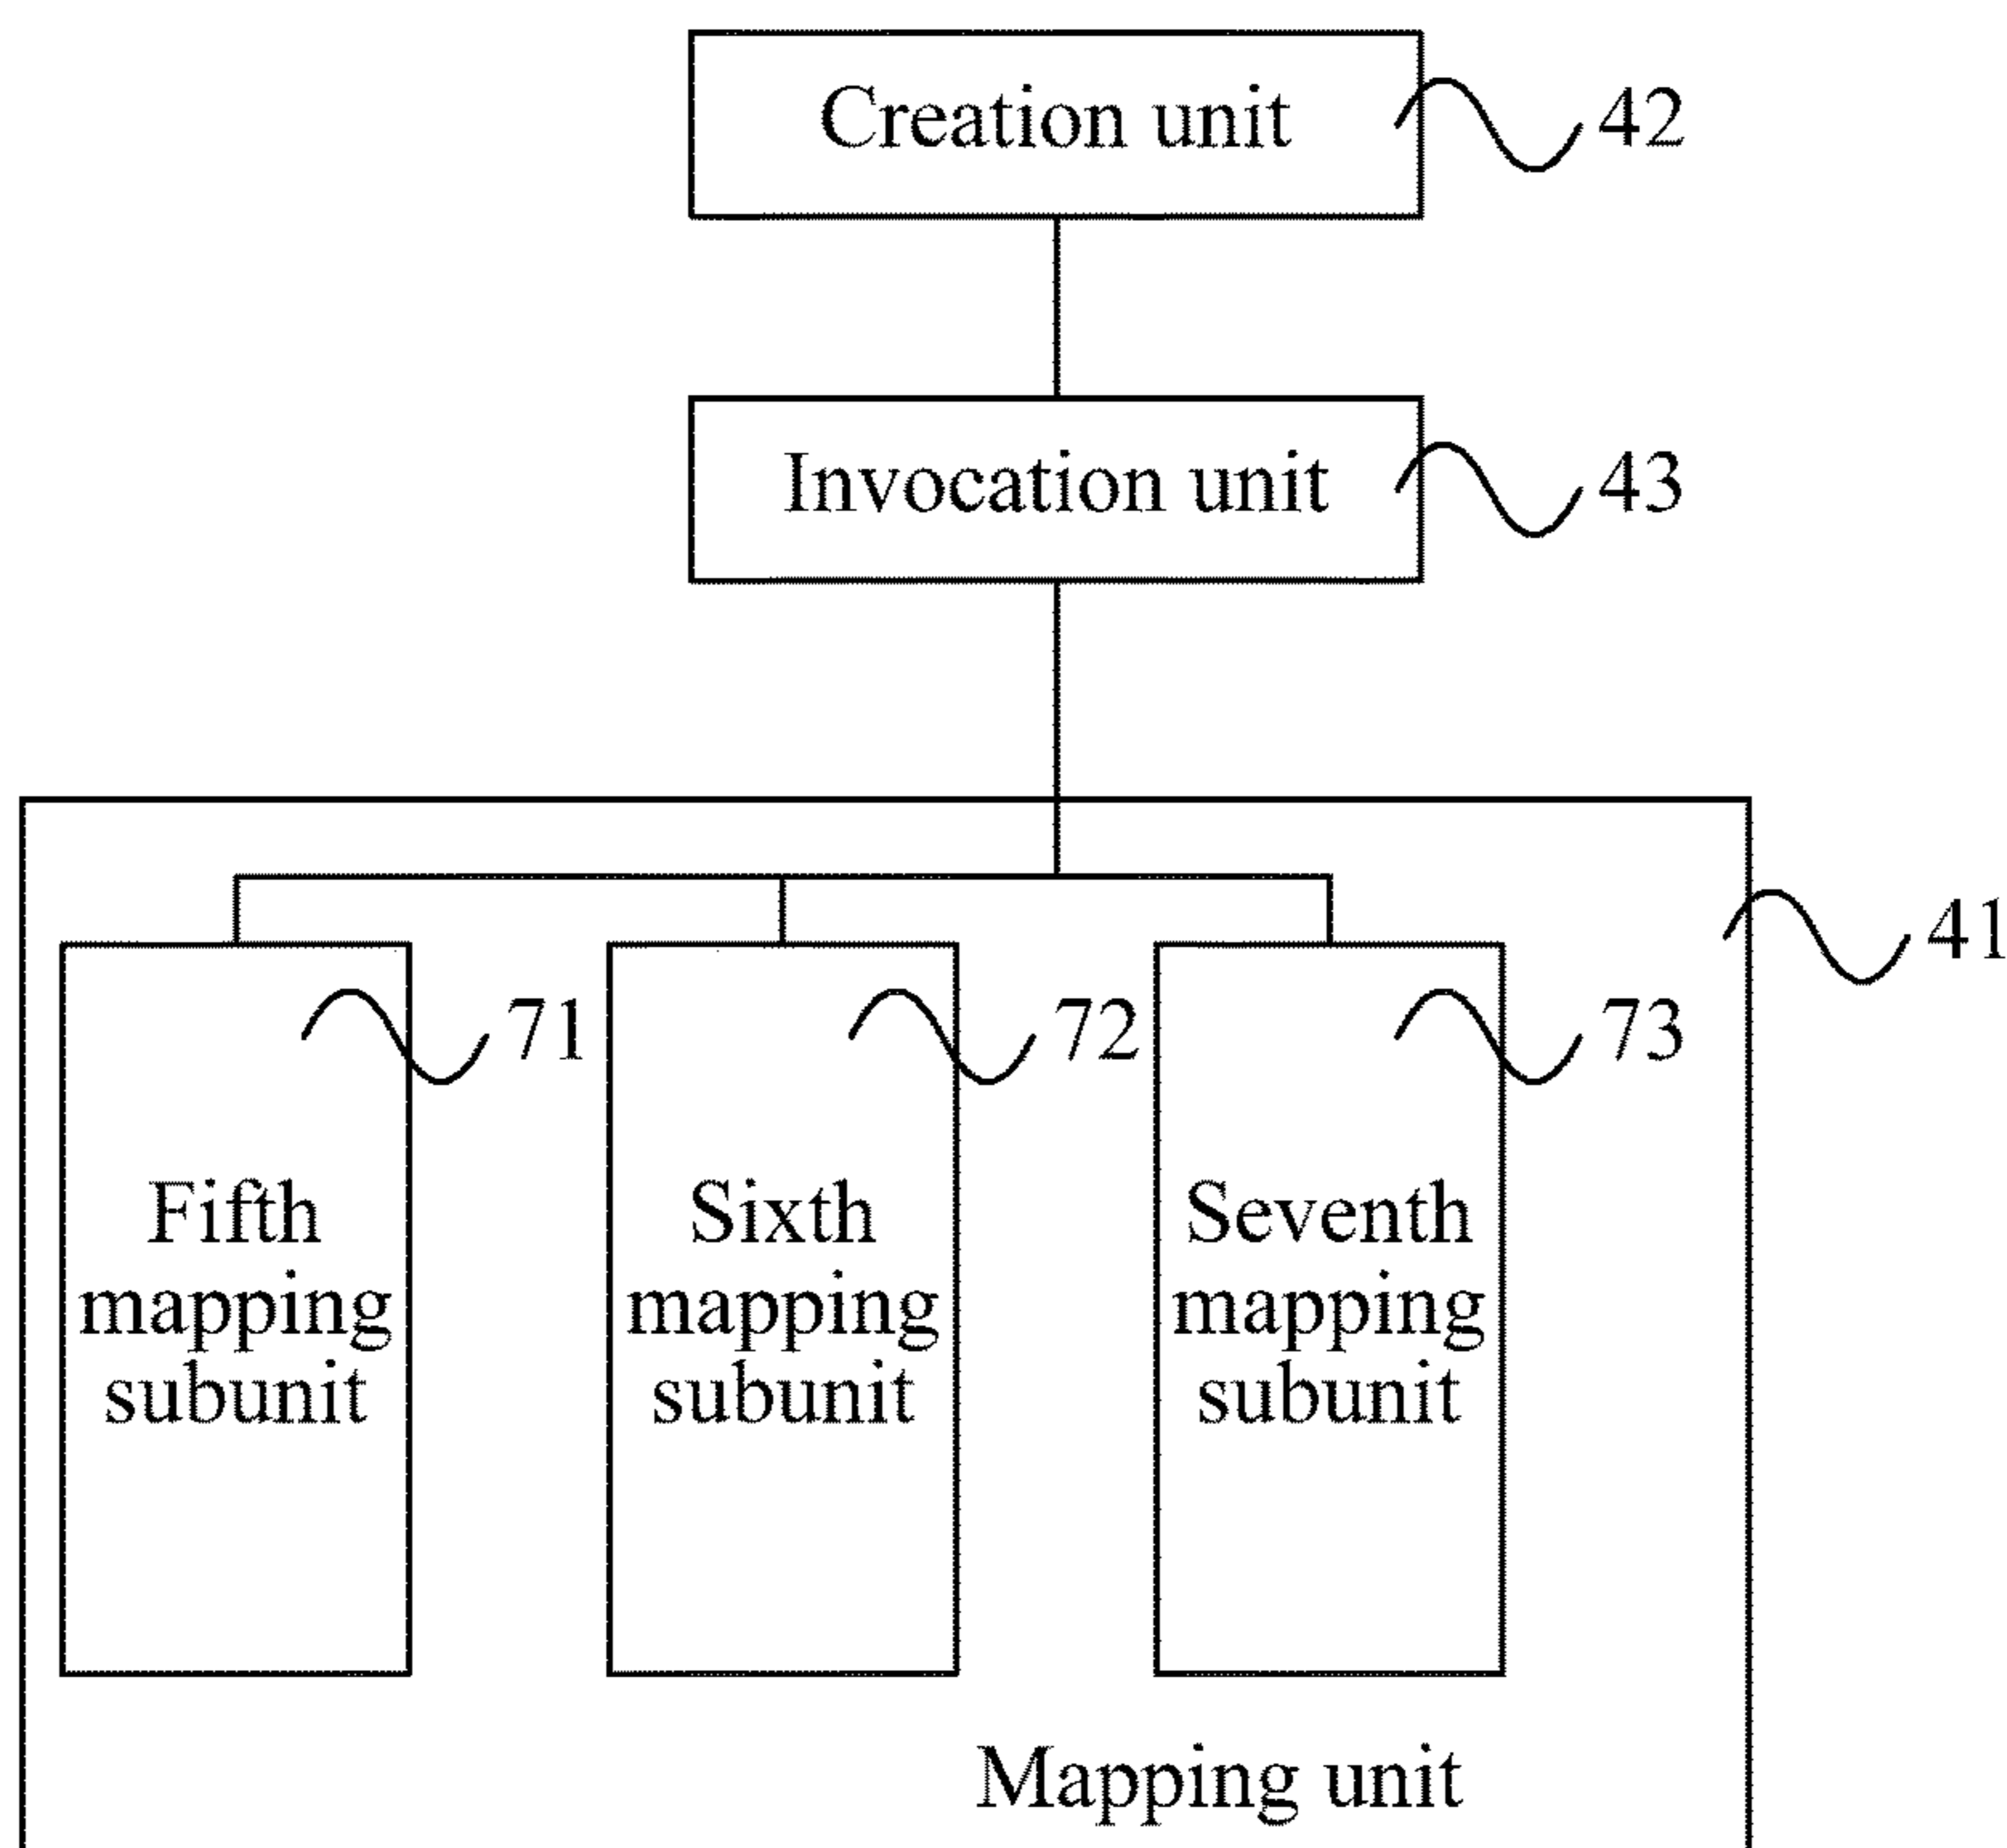 Creation unit
42
Invocation unit
43
41
71
72
73
Fifth
mapping
subunit
Sixth
mapping
subunit
Seventh
mapping
subunit
Mapping unit